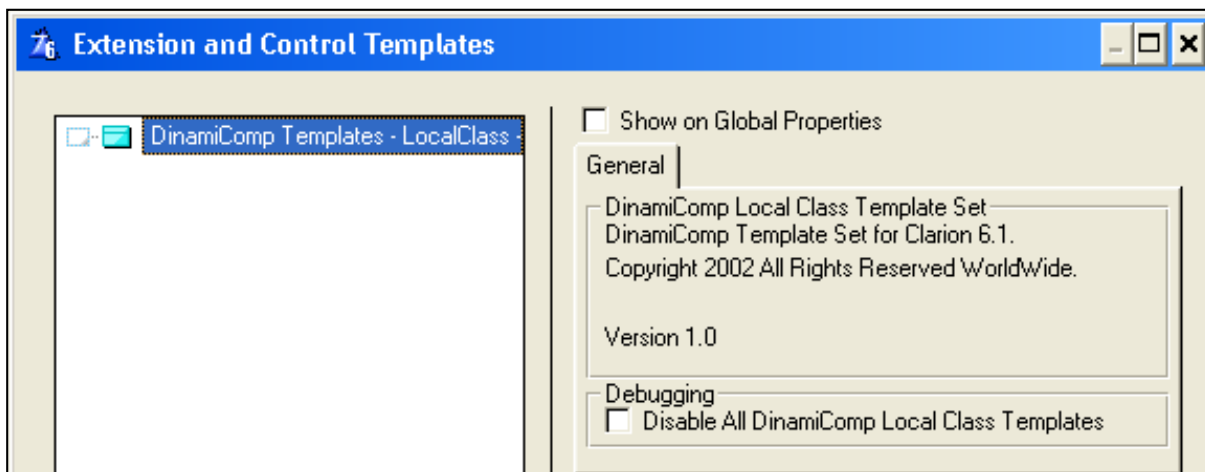 Extension and Control Templates
DinamiComp Templates - LocalClass -
Show on Global Properties
General
DinamiComp Local Class Template Set
DinamiComp Template Set for Clarion 6.1.
Copyright 2002 All Rights Reserved WorldWide.
Version 1.0
Debugging
Disable All DinamiComp Local Class Templates